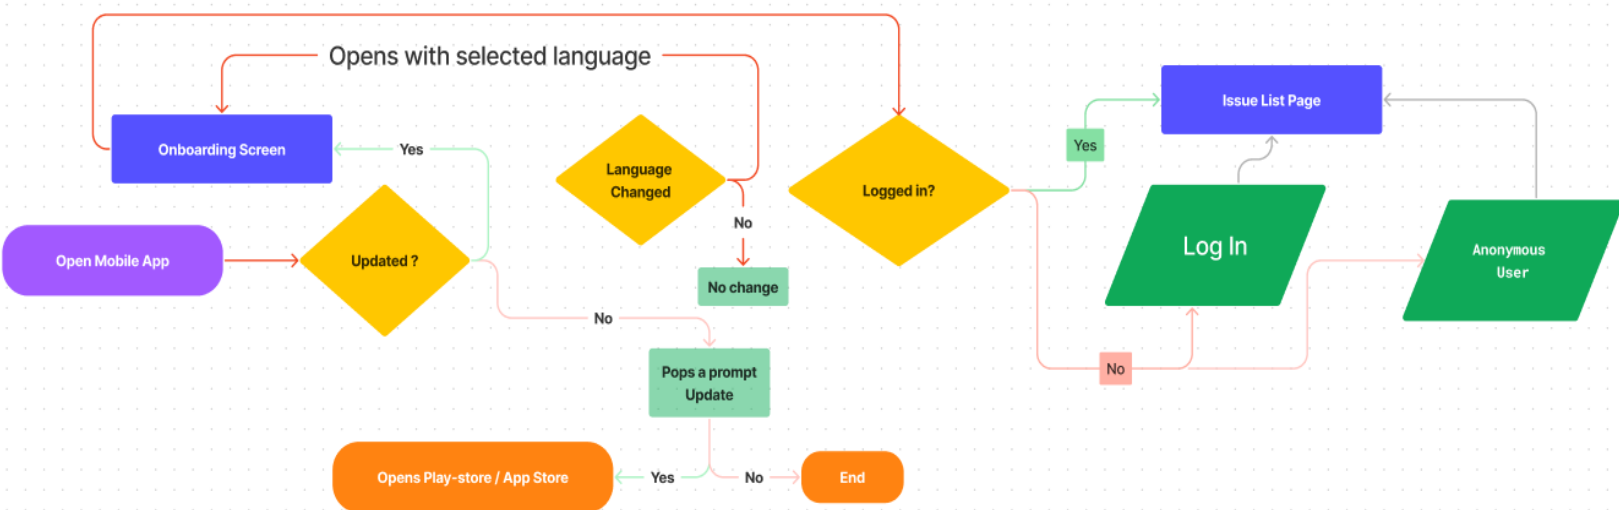 Opens with selected language
Onboarding Screen
Yes
Language
Changed
No
No change
Open Mobile App
Updated ?
No
Pops a prompt
Update
Opens Play-store / App Store
Yes
No
End
Logged in?
Yes
No
Issue List Page
Log In
Anonymous
User